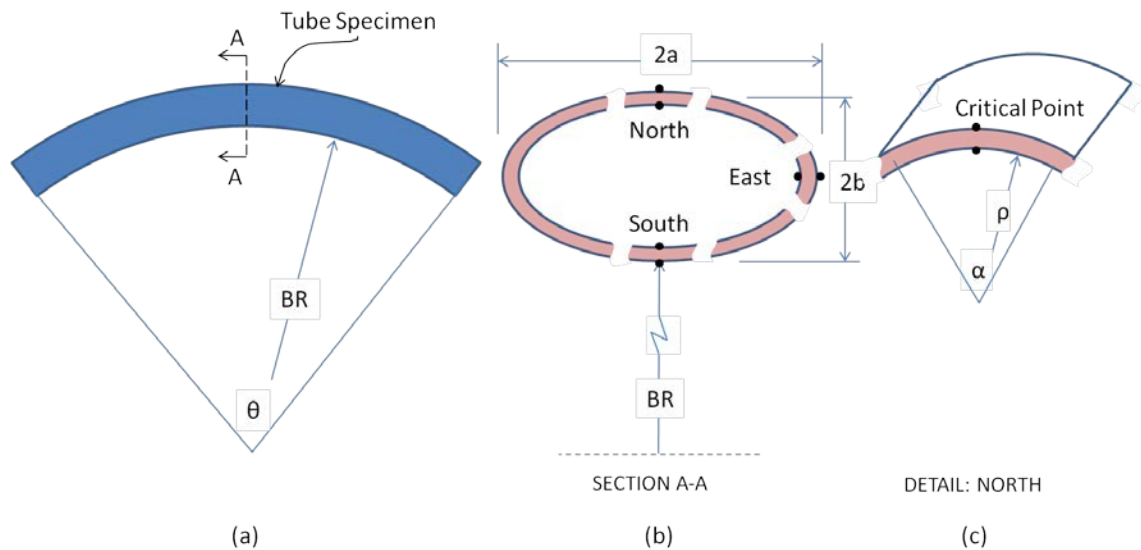 Tube Specimen
A
A
BR
θ
(a)
2a
North
East
2b
South
BR
SECTION A-A
(b)
Critical Point
ρ
α
DETAIL: NORTH
(c)